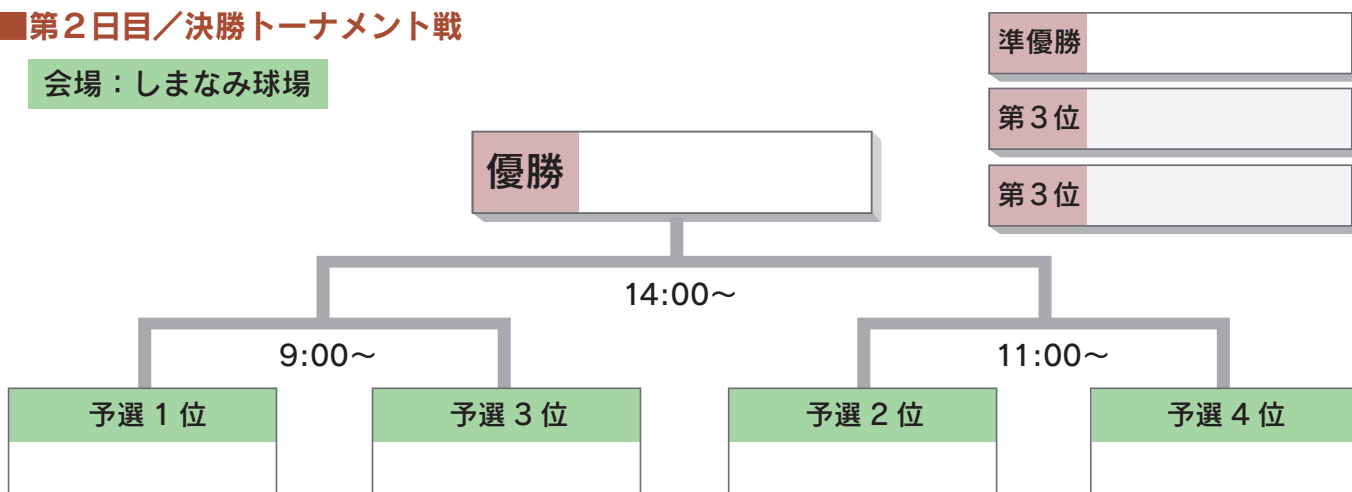 ■第２日目／決勝トーナメント戦
会場：しまなみ球場
準優勝
第３位
第３位
優勝
14:00～
9:00～
11:00～
予選１位
予選３位
予選２位
予選４位